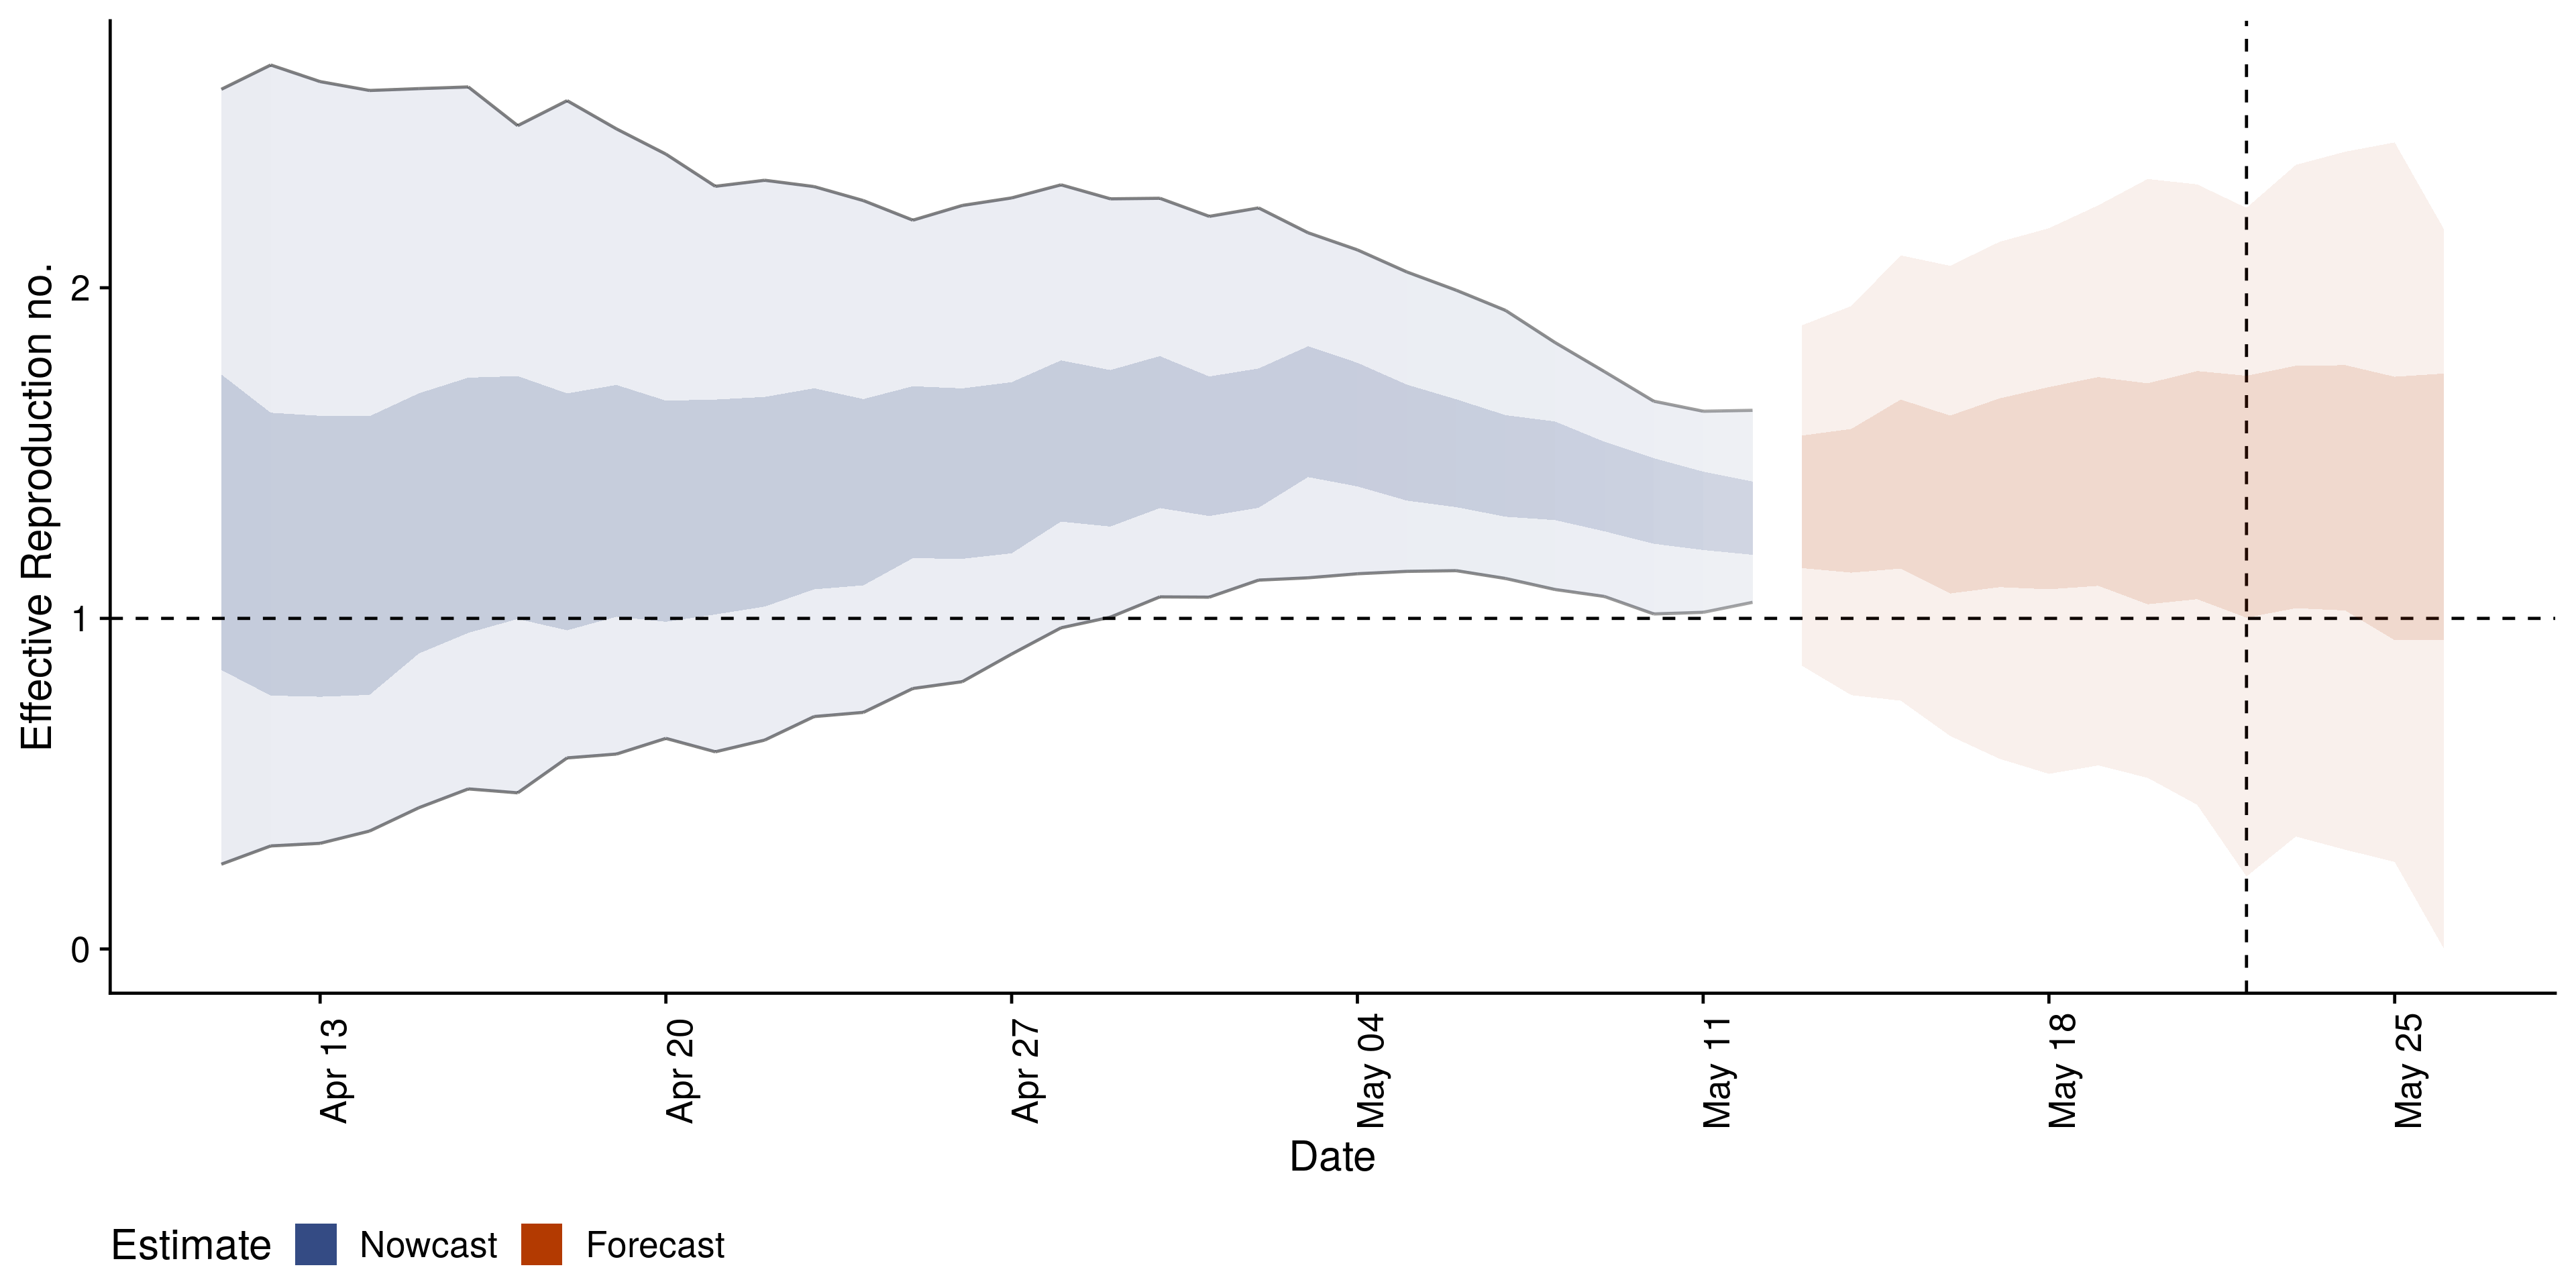 Effective Reproduction no.
2
1
0
Apr 13
Apr 20
Apr 27
May 04
May 11
May 18
May 25
Date
Estimate Nowcast Forecast